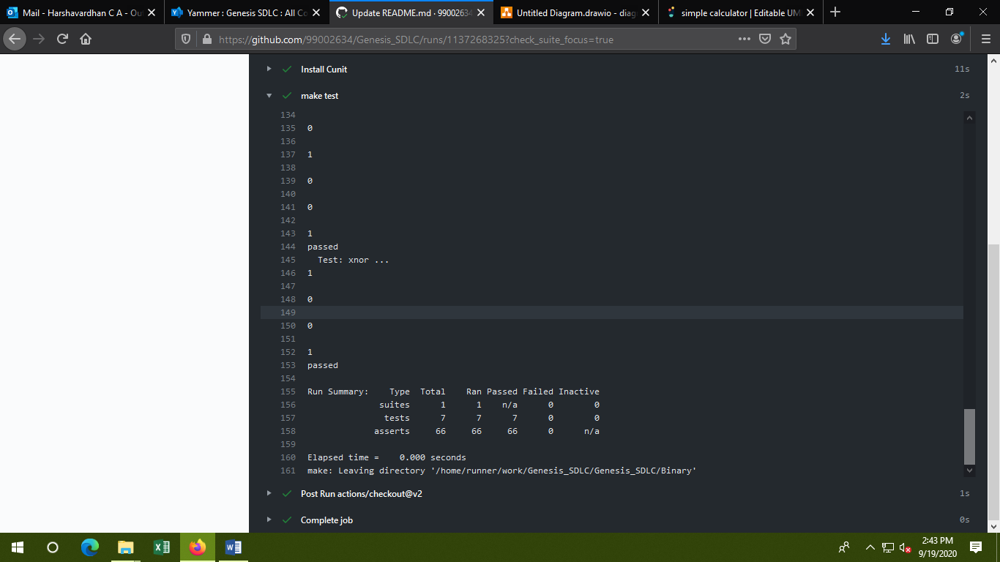 Mail - Harshavardhan C A - Ou
Yammer : Genesis SDLC : All Co
Update README.md · 99002634
Untitled Diagram.drawio - diag
simple calculator | Editable UM
https://github.com/99002634/Genesis_SDLC/runs/1137268325?check_suite_focus=true
Install Cunit 11s
make test 2s
134
135 0
136
137 1
138
139 0
140
141 0
142
143 1
144 passed
145 Test: xnor ...
146 1
147
148 0
149
150 0
151
152 1
153 passed
154
155 Run Summary: Type Total Ran Passed Failed Inactive
156 suites 1 1 n/a 0 0
157 tests 7 7 7 0 0
158 asserts 66 66 66 0 n/a
159
160 Elapsed time = 0.000 seconds
161 make: Leaving directory '/home/runner/work/Genesis_SDLC/Genesis_SDLC/Binary'
Post Run actions/checkout@v2 1s
Complete job 0s
2:43 PM
9/19/2020